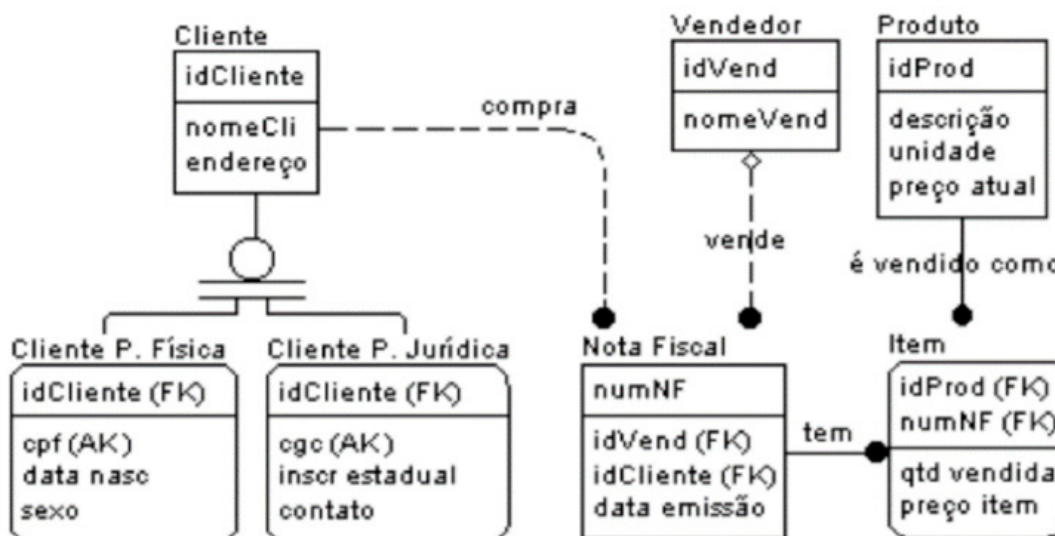 Cliente
idCliente
nomeCli
endereço
compra
Vendedor
idVend
nomeVend
vende
Produto
idProd
descrição
unidade
preço atual
é vendido como
Cliente P. Física
idCliente (FK)
cpf (AK)
data nasc
sexo
Cliente P. Jurídica
idCliente (FK)
cgc (AK)
inscr estadual
contato
Nota Fiscal
numNF
idVend (FK)
idCliente (FK)
data emissão
tem
Item
idProd (FK)
numNF (FK)
qtd vendida
preço item